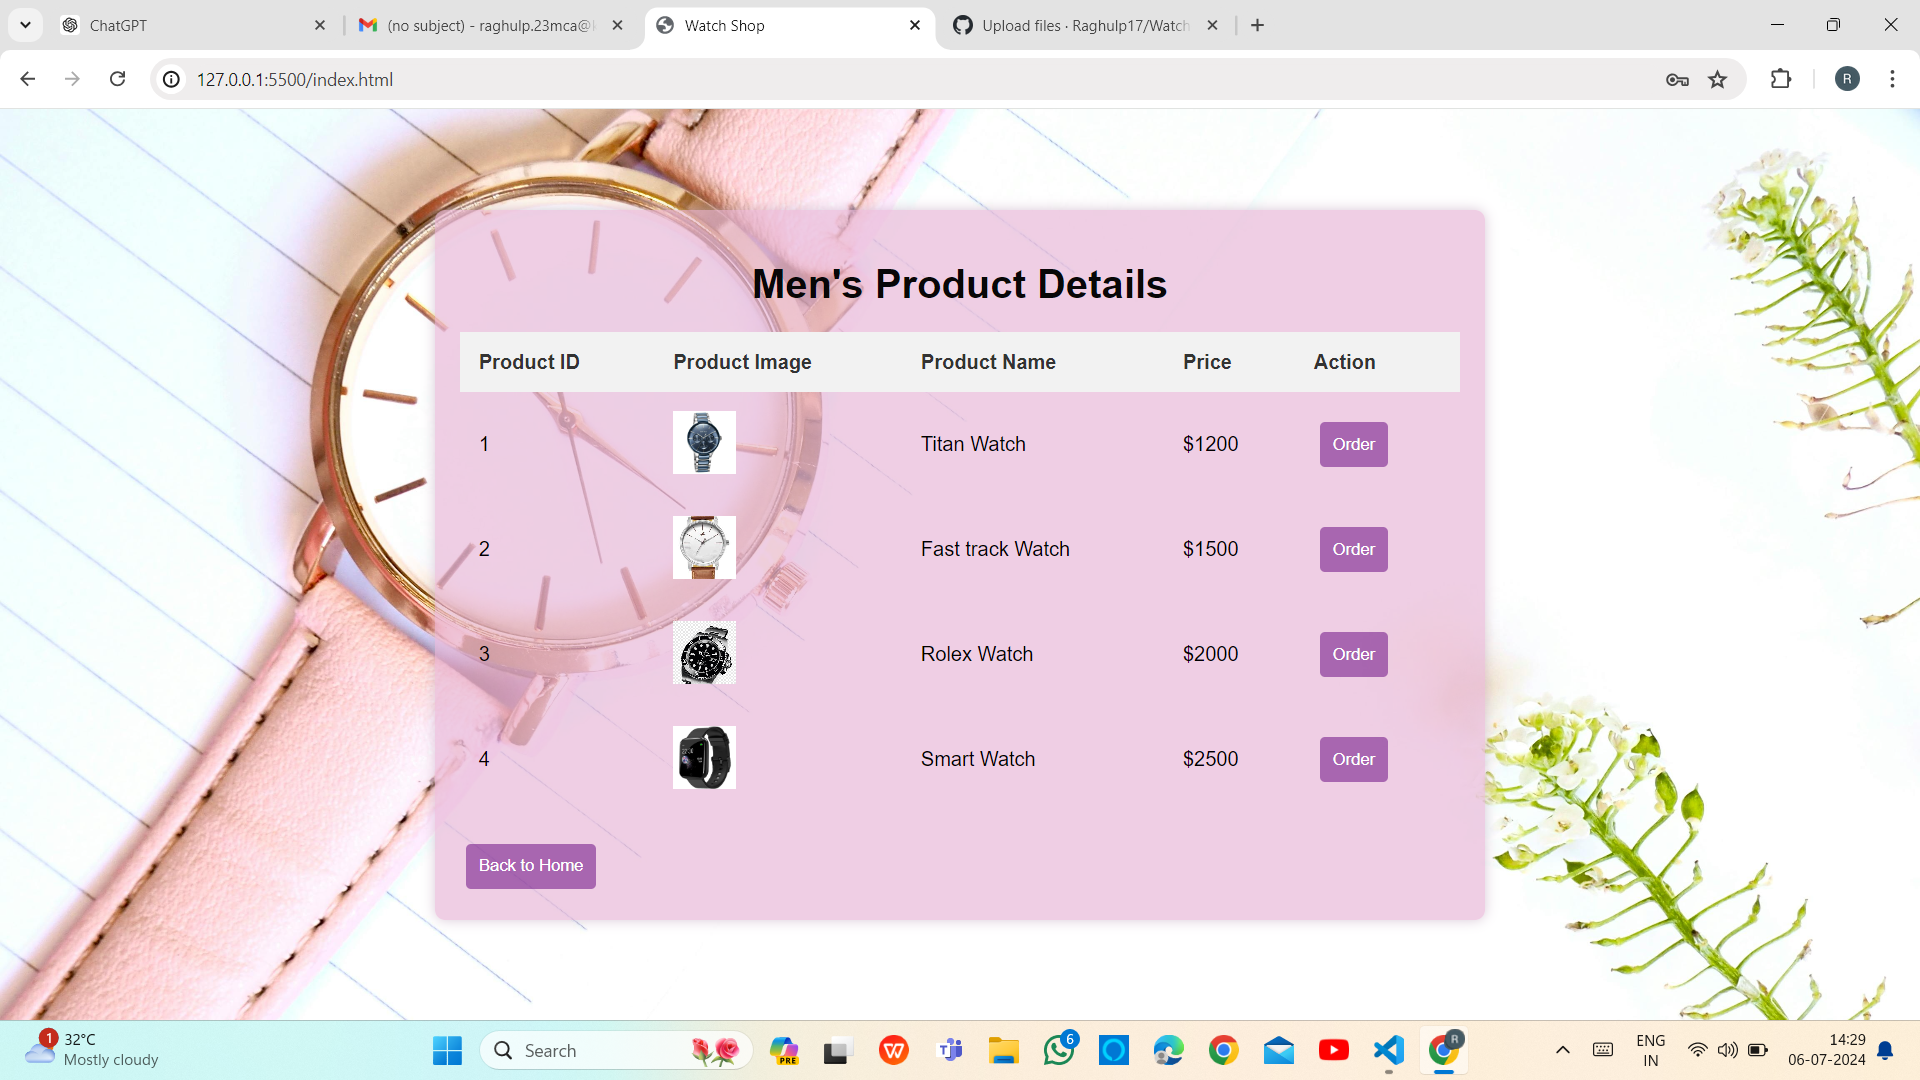 ChatGPT
(no subject) - raghulp.23mca@k
Watch Shop
Upload files · Raghulp17/Watch
127.0.0.1:5500/index.html
R
Men's Product Details
Product ID Product Image Product Name Price Action
1 Titan Watch $1200 Order
2 Fast track Watch $1500 Order
3 Rolex Watch $2000 Order
4 Smart Watch $2500 Order
Back to Home
1
32°C
Mostly cloudy
Search
PRE
6
R
ENG
IN
14:29
06-07-2024